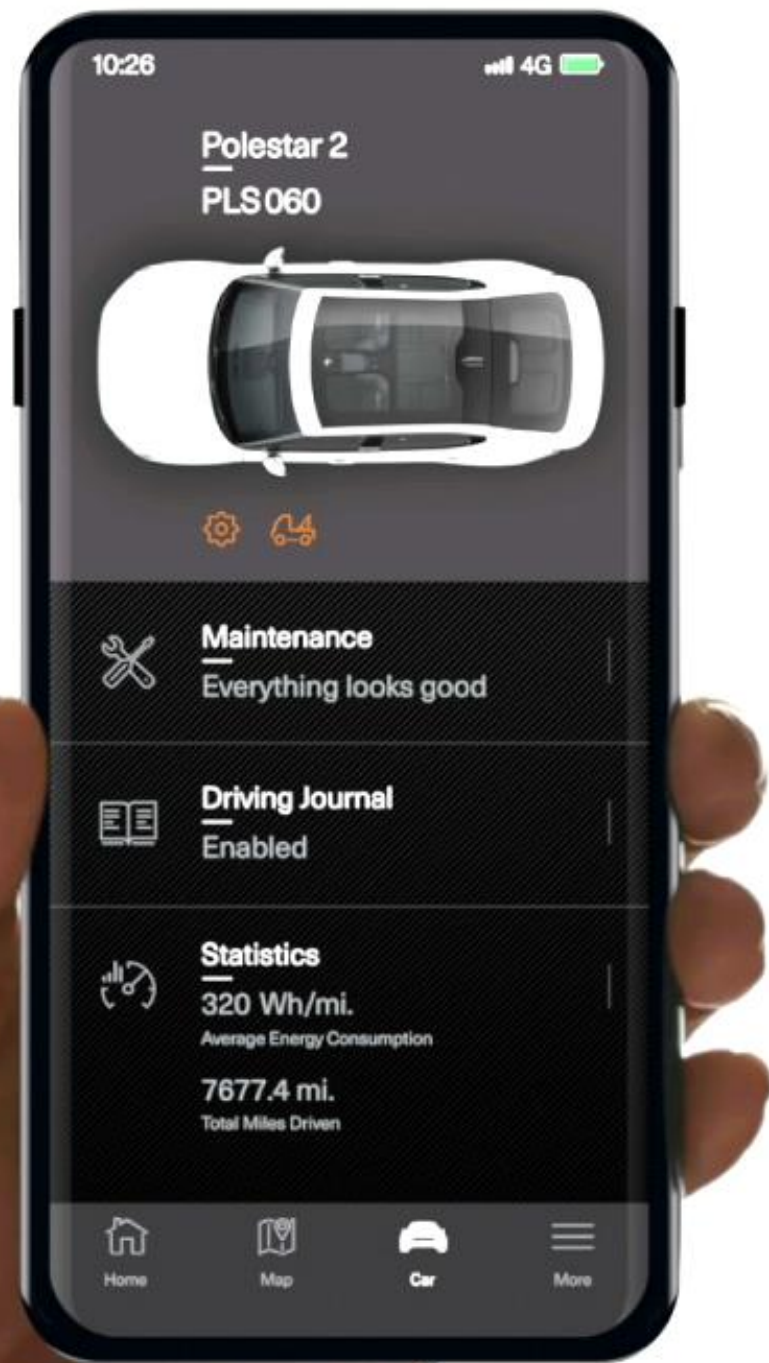 10:26
4G
Polestar 2
PLS 060
Maintenance
Everything looks good
Driving Journal
Enabled
Statistics
320 Wh/mi.
Average Energy Consumption
7677.4 mi.
Total Miles Driven
Home
Map
Car
More